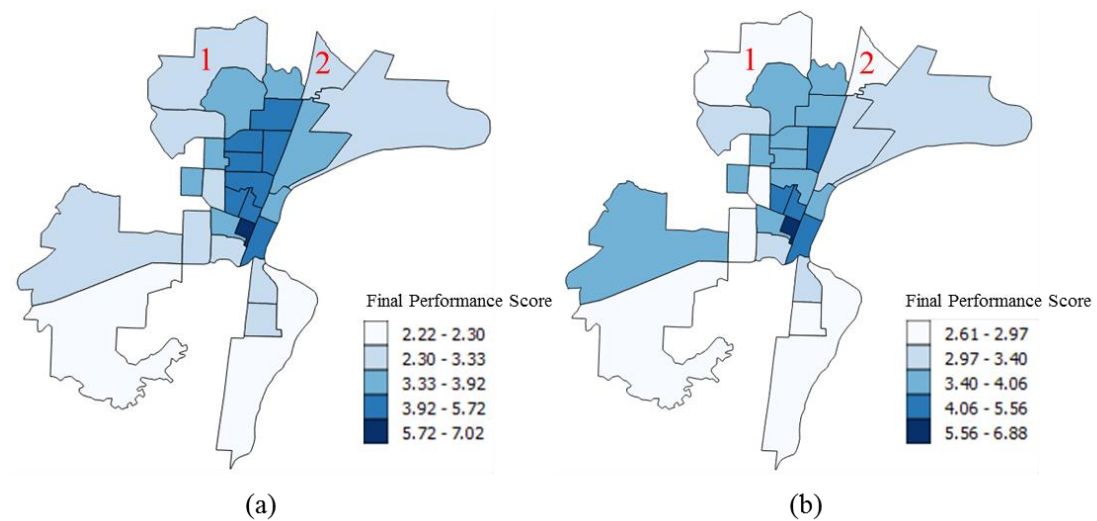 1
2
Final Performance Score
2.22 - 2.30
2.30 - 3.33
3.33 - 3.92
3.92 - 5.72
5.72 - 7.02
(a)
1
2
Final Performance Score
2.61 - 2.97
2.97 - 3.40
3.40 - 4.06
4.06 - 5.56
5.56 - 6.88
(b)